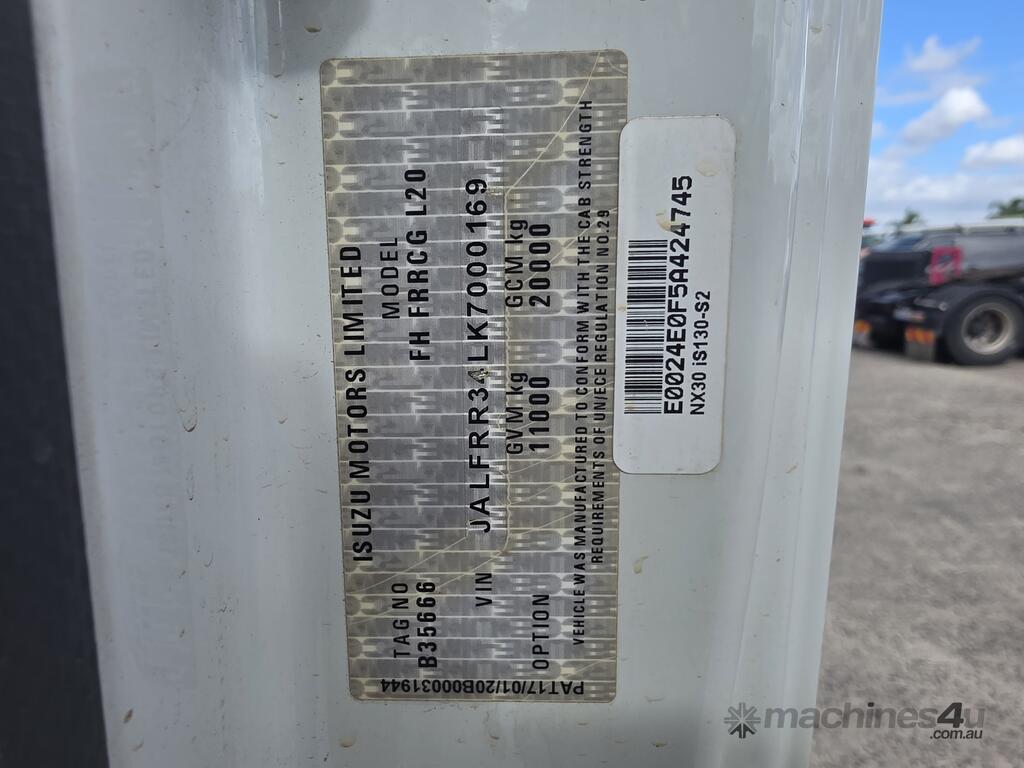 ISUZU MOTORS LIMITED
TAG NO MODEL
B35666 FH FRRCG L20
VIN JALFRR34LK7000169
GVM kg GCM kg
OPTION 11000 20000
VEHICLE WAS MANUFACTURED TO CONFORM WITH THE CAB STRENGTH
REQUIREMENTS OF UN/ECE REGULATION NO.29
PAT17/01/20B00031944
E0024E0F5A424745
NX30 iS130-S2
machines4u
.com.au